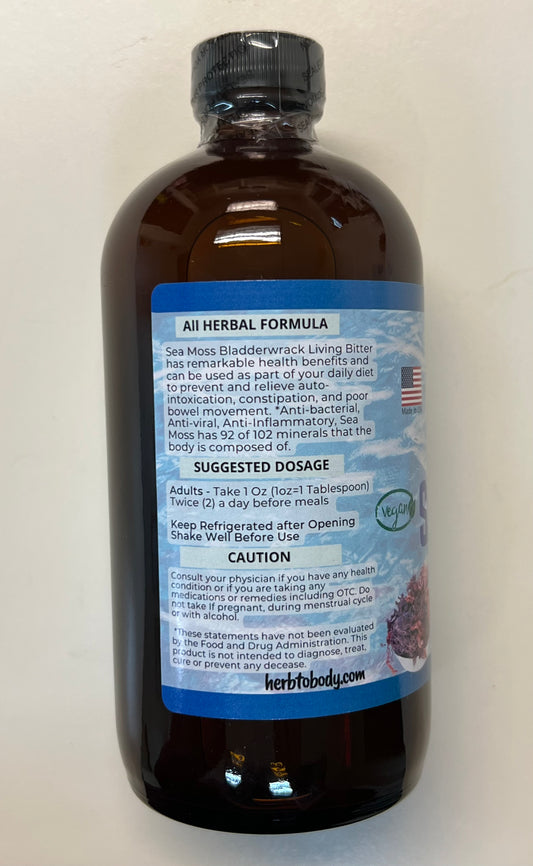 All HERBAL FORMULA
Sea Moss Bladderwrack Living Bitter
has remarkable health benefits and
can be used as part of your daily diet
to prevent and relieve auto-
intoxication, constipation, and poor
bowel movement. *Anti-bacterial,
Anti-viral, Anti-Inflammatory, Sea
Moss has 92 of 102 minerals that the
body is composed of.
SUGGESTED DOSAGE
Adults - Take 1 Oz (1oz=1 Tablespoon)
Twice (2) a day before meals
Keep Refrigerated after Opening
Shake Well Before Use
CAUTION
Consult your physician if you have any health
condition or if you are taking any
medications or remedies including OTC. Do
not take If pregnant, during menstrual cycle
or with alcohol.
*These statements have not been evaluated
by the Food and Drug Administration. This
product is not intended to diagnose, treat,
cure or prevent any decease.
herbtobody.com
Made in
Vegan